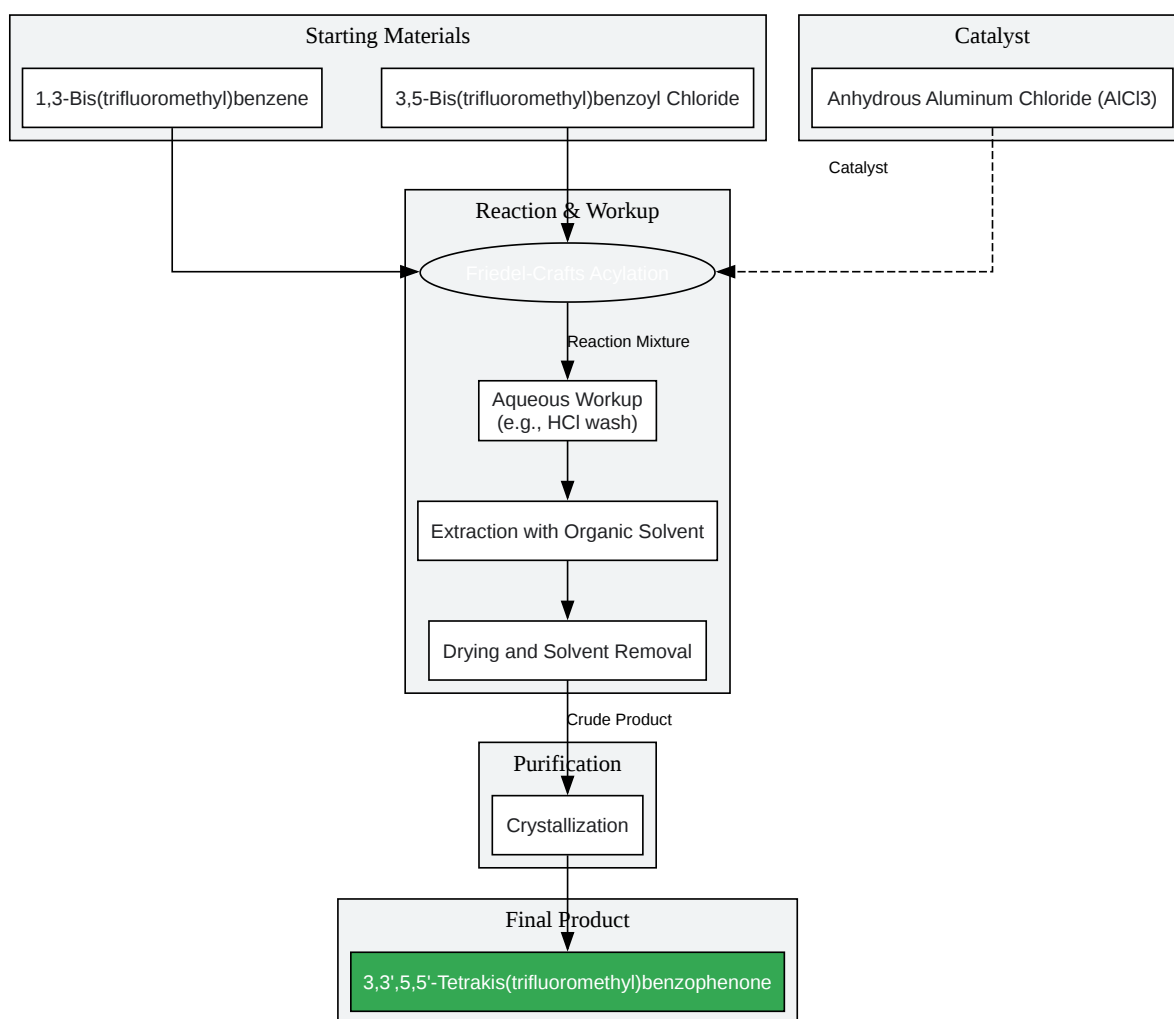 Starting Materials
Catalyst
1,3-Bis(trifluoromethyl)benzene
3,5-Bis(trifluoromethyl)benzoyl Chloride
Anhydrous Aluminum Chloride (AlCl3)
Catalyst
Reaction & Workup
Friedel-Crafts Acylation
Reaction Mixture
Aqueous Workup
(e.g., HCl wash)
Extraction with Organic Solvent
Drying and Solvent Removal
Crude Product
Purification
Crystallization
Final Product
3,3',5,5'-Tetrakis(trifluoromethyl)benzophenone